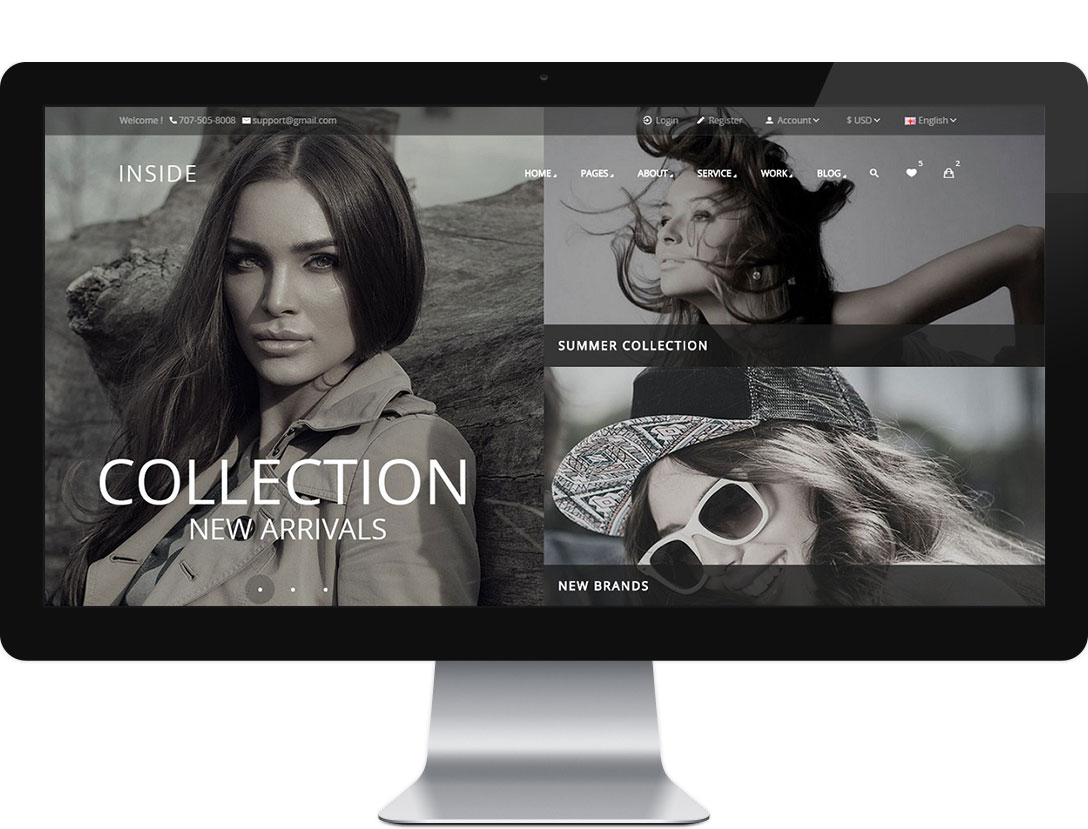 Welcome ! 707-505-8008 support@gmail.com Login Register Account $ USD English
INSIDE HOME PAGES ABOUT SERVICE WORK BLOG 5 2
SUMMER COLLECTION
COLLECTION
NEW ARRIVALS
NEW BRANDS